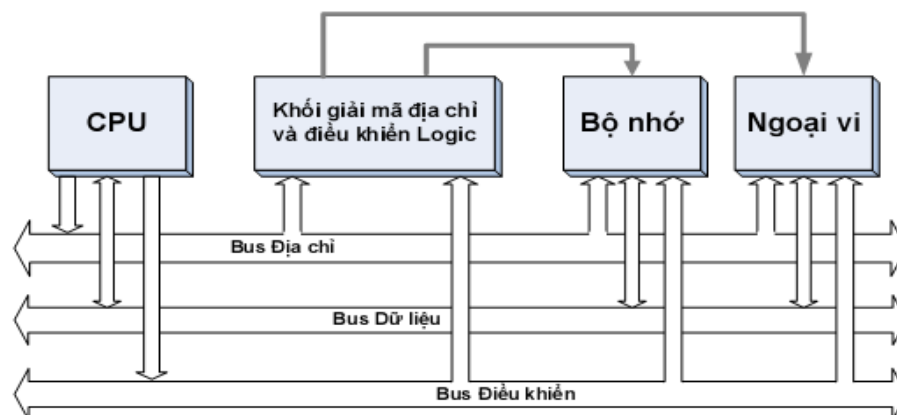 CPU
Khối giải mã địa chỉ
và điều khiển Logic
Bộ nhớ
Ngoại vi
Bus Địa chỉ
Bus Dữ liệu
Bus Điều khiển